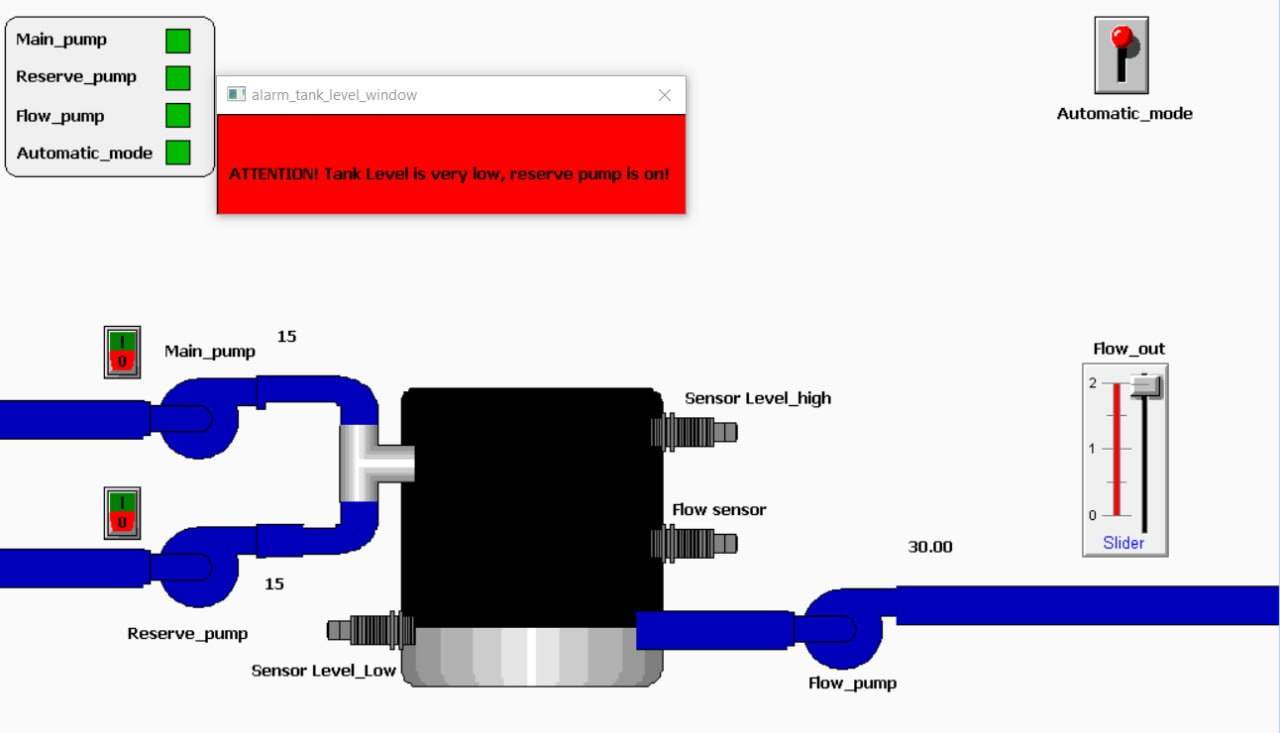 Main_pump
Reserve_pump
Flow_pump
Automatic_mode
alarm_tank_level_window
ATTENTION! Tank Level is very low, reserve pump is on!
Automatic_mode
I
0
Main_pump
15
Flow_out
2
1
0
Slider
Sensor Level_high
I
0
Flow sensor
30.00
15
Reserve_pump
Sensor Level_Low
Flow_pump